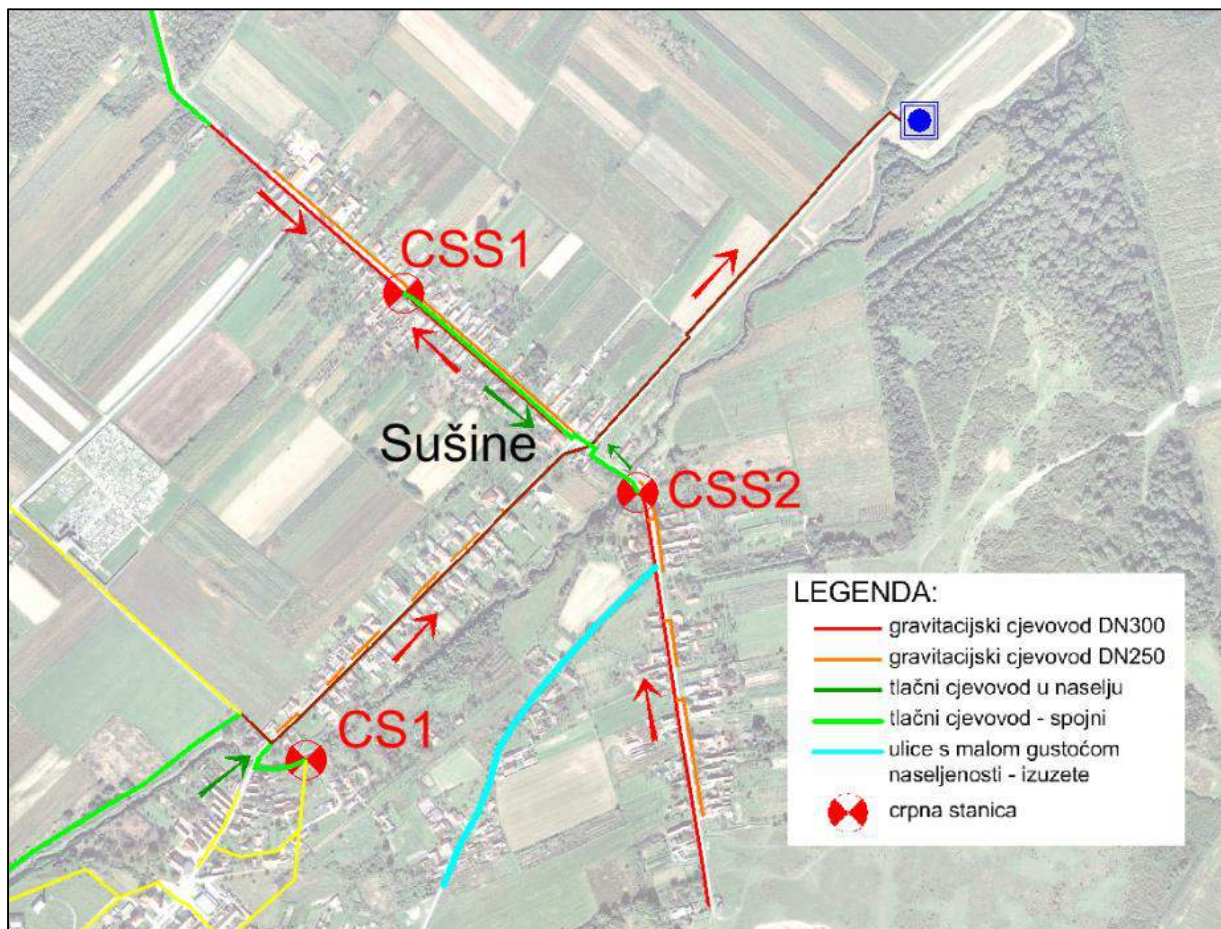 CSS1
Sušine
CSS2
CS1
LEGENDA:
gravitacijski cjevovod DN300
gravitacijski cjevovod DN250
tlačni cjevovod u naselju
tlačni cjevovod - spojni
ulice s malom gustoćom
naseljenosti - izuzete
crpna stanica